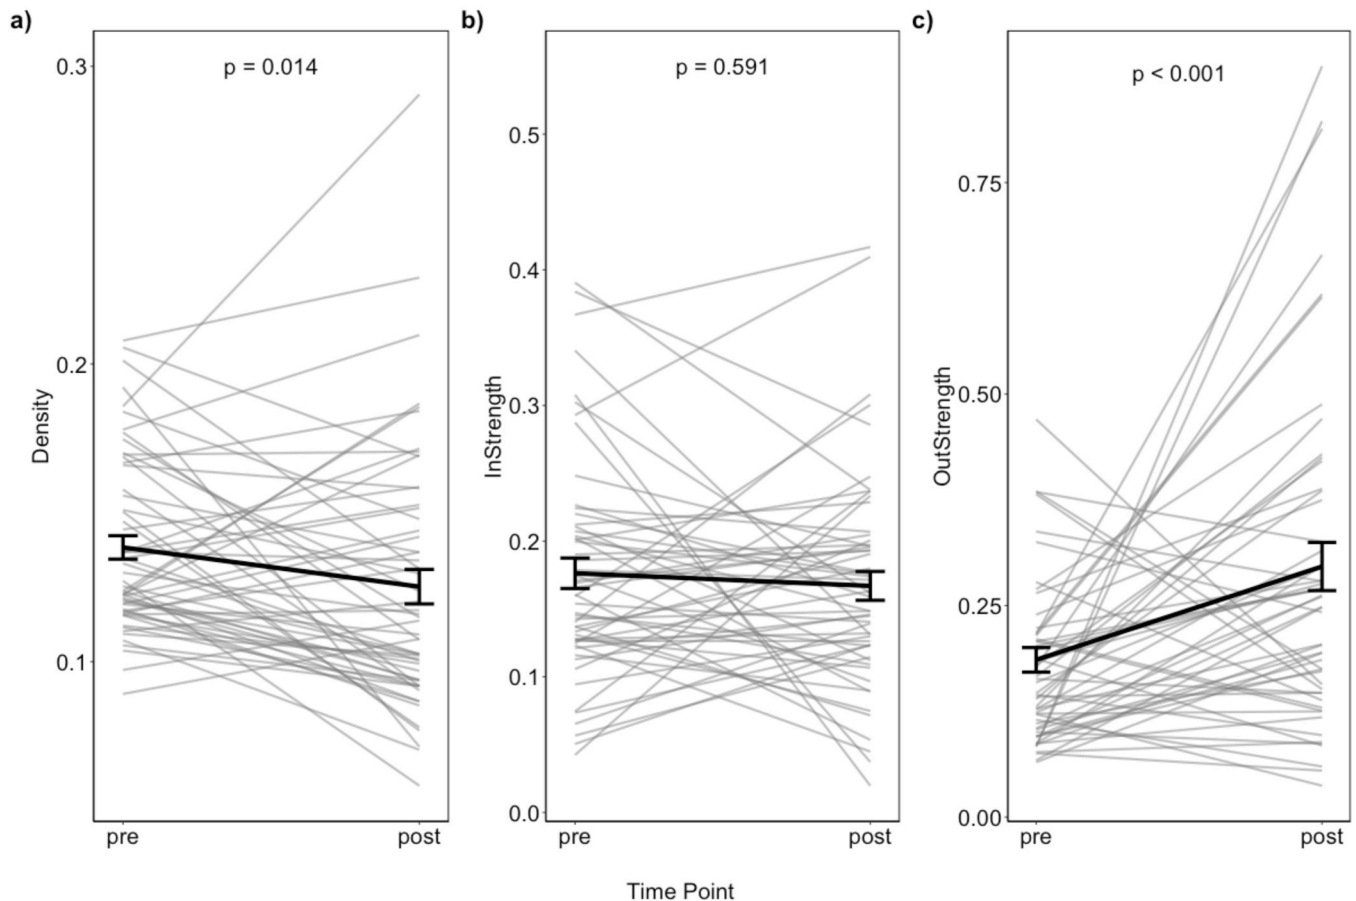 a)
p = 0.014
0.3
0.2
0.1
Density
pre
post
b)
p = 0.591
0.5
0.4
0.3
0.2
0.1
0.0
InStrength
pre
post
c)
p < 0.001
0.75
0.50
0.25
0.00
OutStrength
pre
post
Time Point